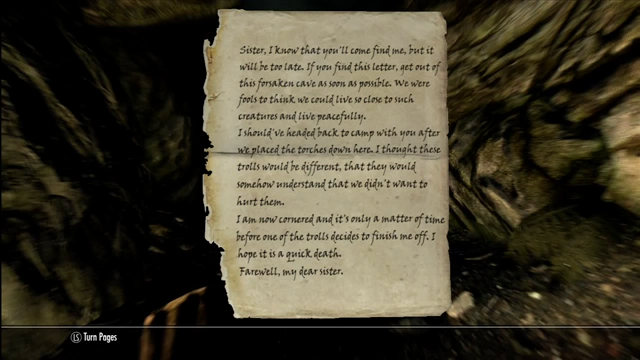 Sister, I know that you'll come find me, but it
will be too late. If you find this letter, get out of
this forsaken cave as soon as possible. We were
fools to think we could live so close to such
creatures and live peacefully.
I should've headed back to camp with you after
we placed the torches down here. I thought these
trolls would be different, that they would
somehow understand that we didn't want to
hurt them.
I am now cornered and it's only a matter of time
before one of the trolls decides to finish me off. I
hope it is a quick death.
Farewell, my dear sister.
LS Turn Pages